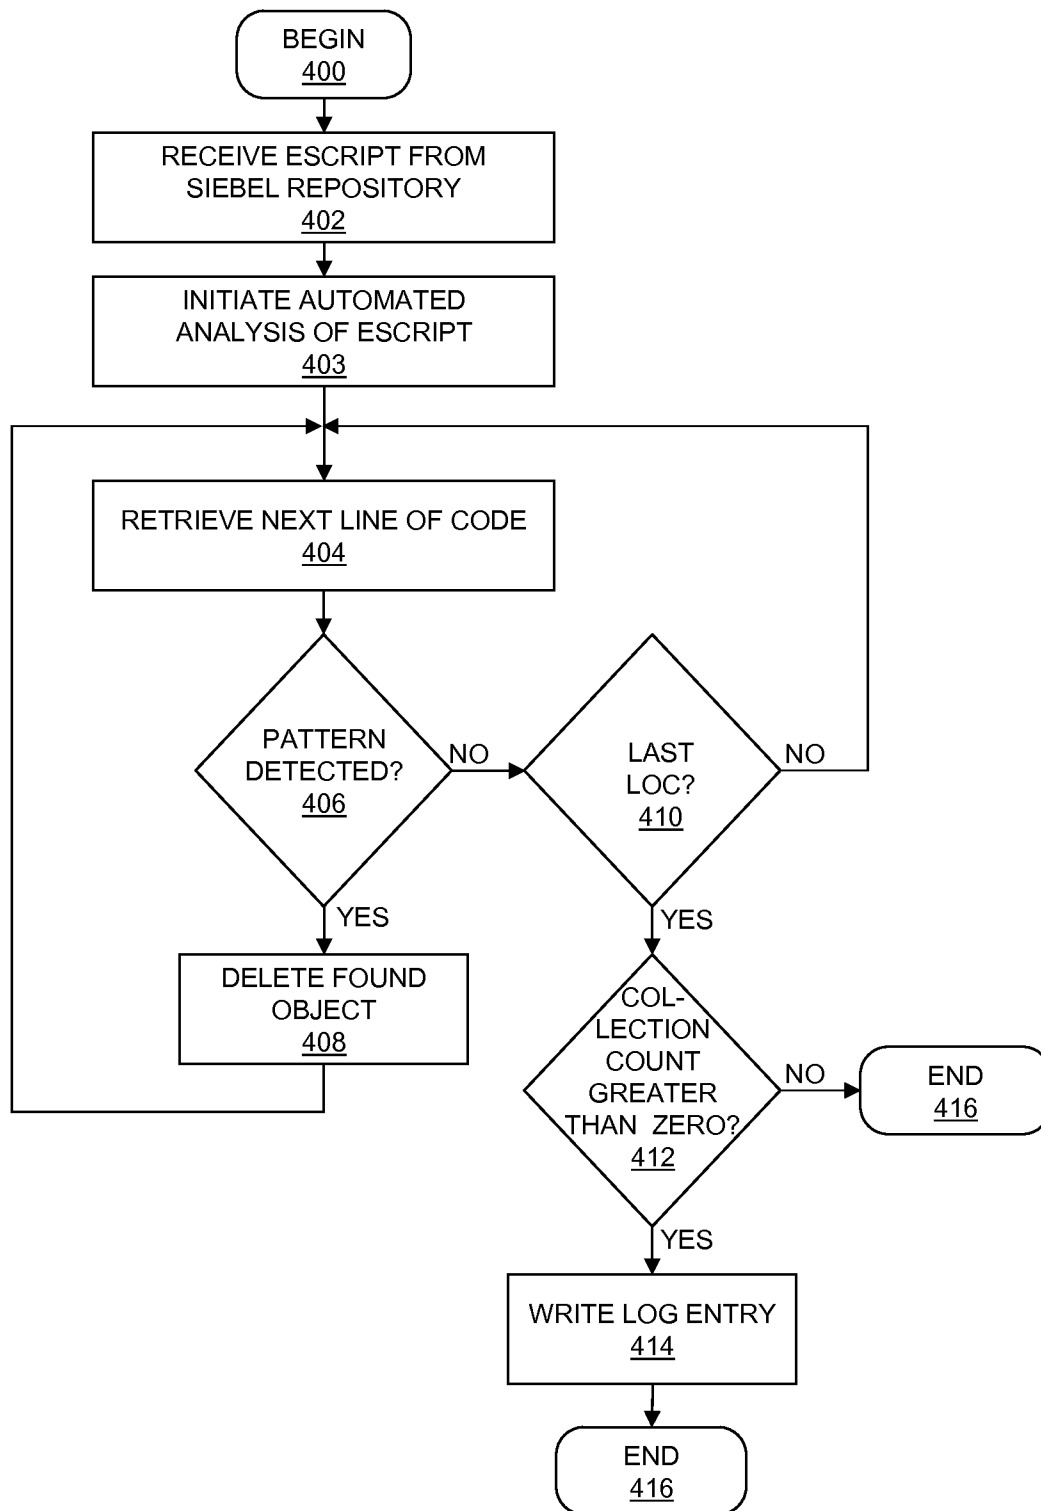 BEGIN
400
RECEIVE ESCRIPT FROM
SIEBEL REPOSITORY
402
INITIATE AUTOMATED
ANALYSIS OF ESCRIPT
403
RETRIEVE NEXT LINE OF CODE
404
PATTERN
DETECTED?
406
NO
LAST
LOC?
410
NO
YES
YES
DELETE FOUND
OBJECT
408
COL-
LECTION
COUNT
GREATER
THAN ZERO?
412
NO
END
416
YES
WRITE LOG ENTRY
414
END
416